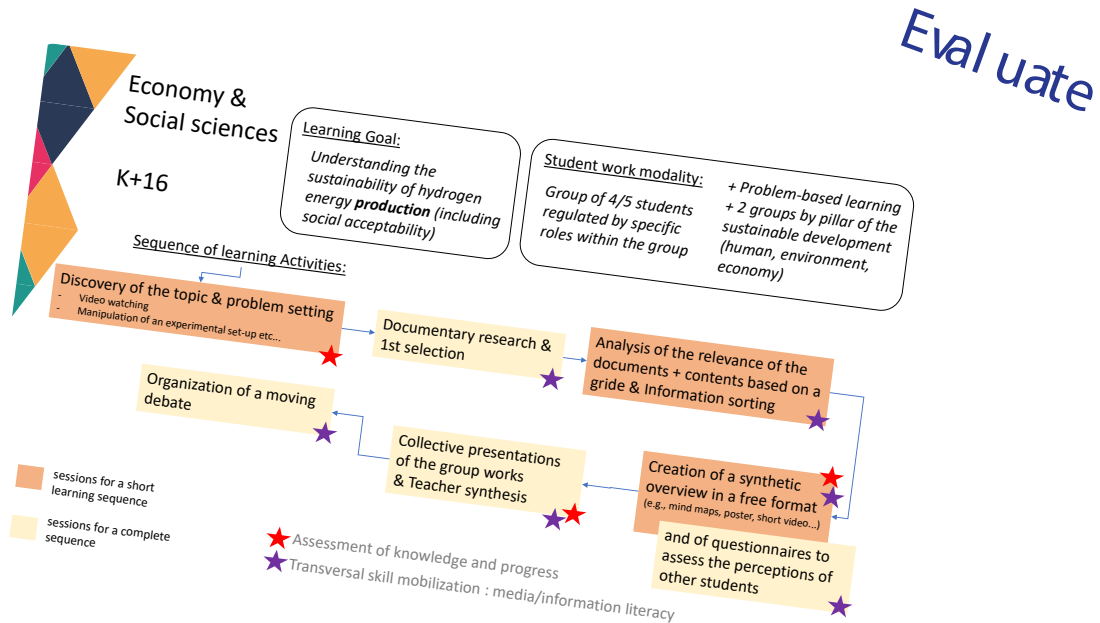 Evaluate
Economy &
Social sciences
K+16
Learning Goal:
Understanding the
sustainability of hydrogen
energy production (including
social acceptability)
Student work modality:
Group of 4/5 students
regulated by specific
roles within the group
+ Problem-based learning
+ 2 groups by pillar of the
sustainable development
(human, environment,
economy)
Sequence of learning Activities:
Discovery of the topic & problem setting
- Video watching
- Manipulation of an experimental set-up etc...
Documentary research &
1st selection
Analysis of the relevance of the
documents + contents based on a
gride & Information sorting
Organization of a moving
debate
Collective presentations
of the group works
& Teacher synthesis
Creation of a synthetic
overview in a free format
(e.g., mind maps, poster, short video...)
and of questionnaires to
assess the perceptions of
other students
sessions for a short
learning sequence
sessions for a complete
sequence
Assessment of knowledge and progress
Transversal skill mobilization : media/information literacy